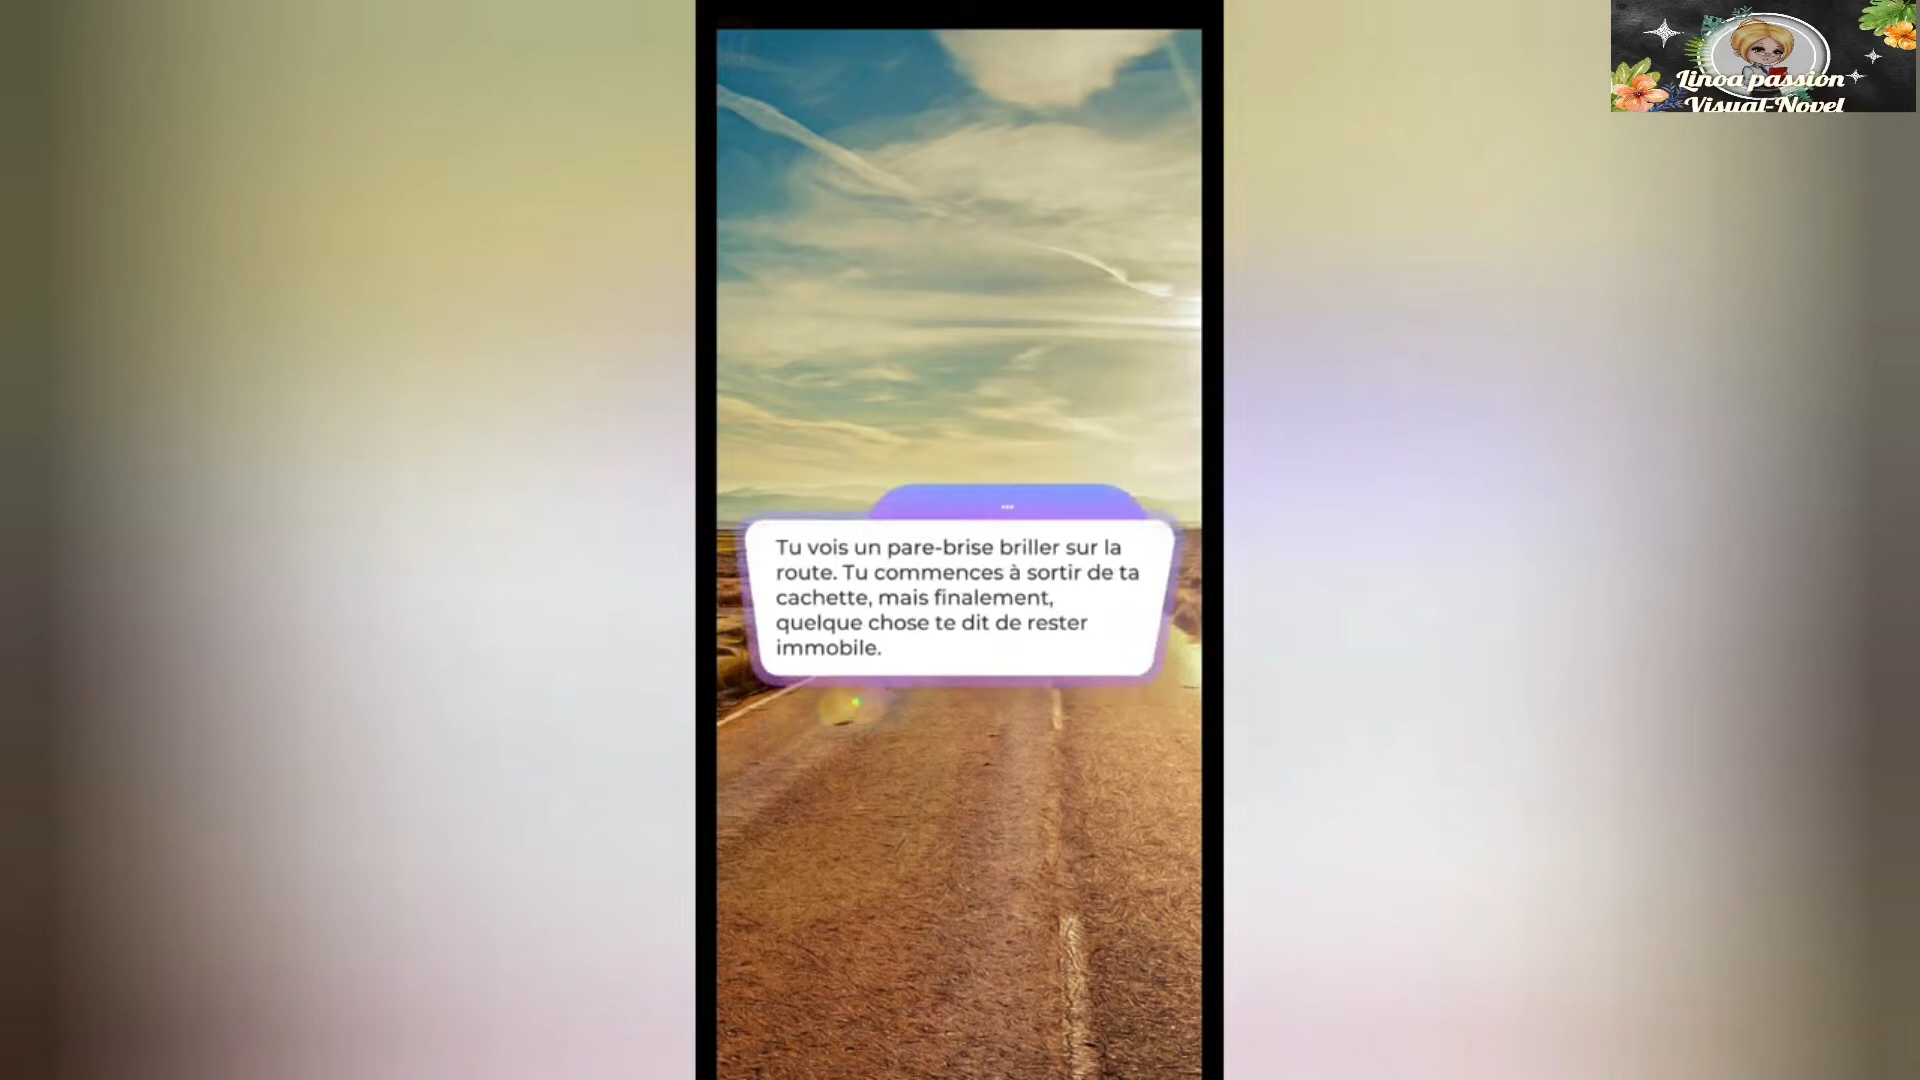 Linoa passion
Visual-Novel
...
Tu vois un pare-brise briller sur la
route. Tu commences à sortir de ta
cachette, mais finalement,
quelque chose te dit de rester
immobile.